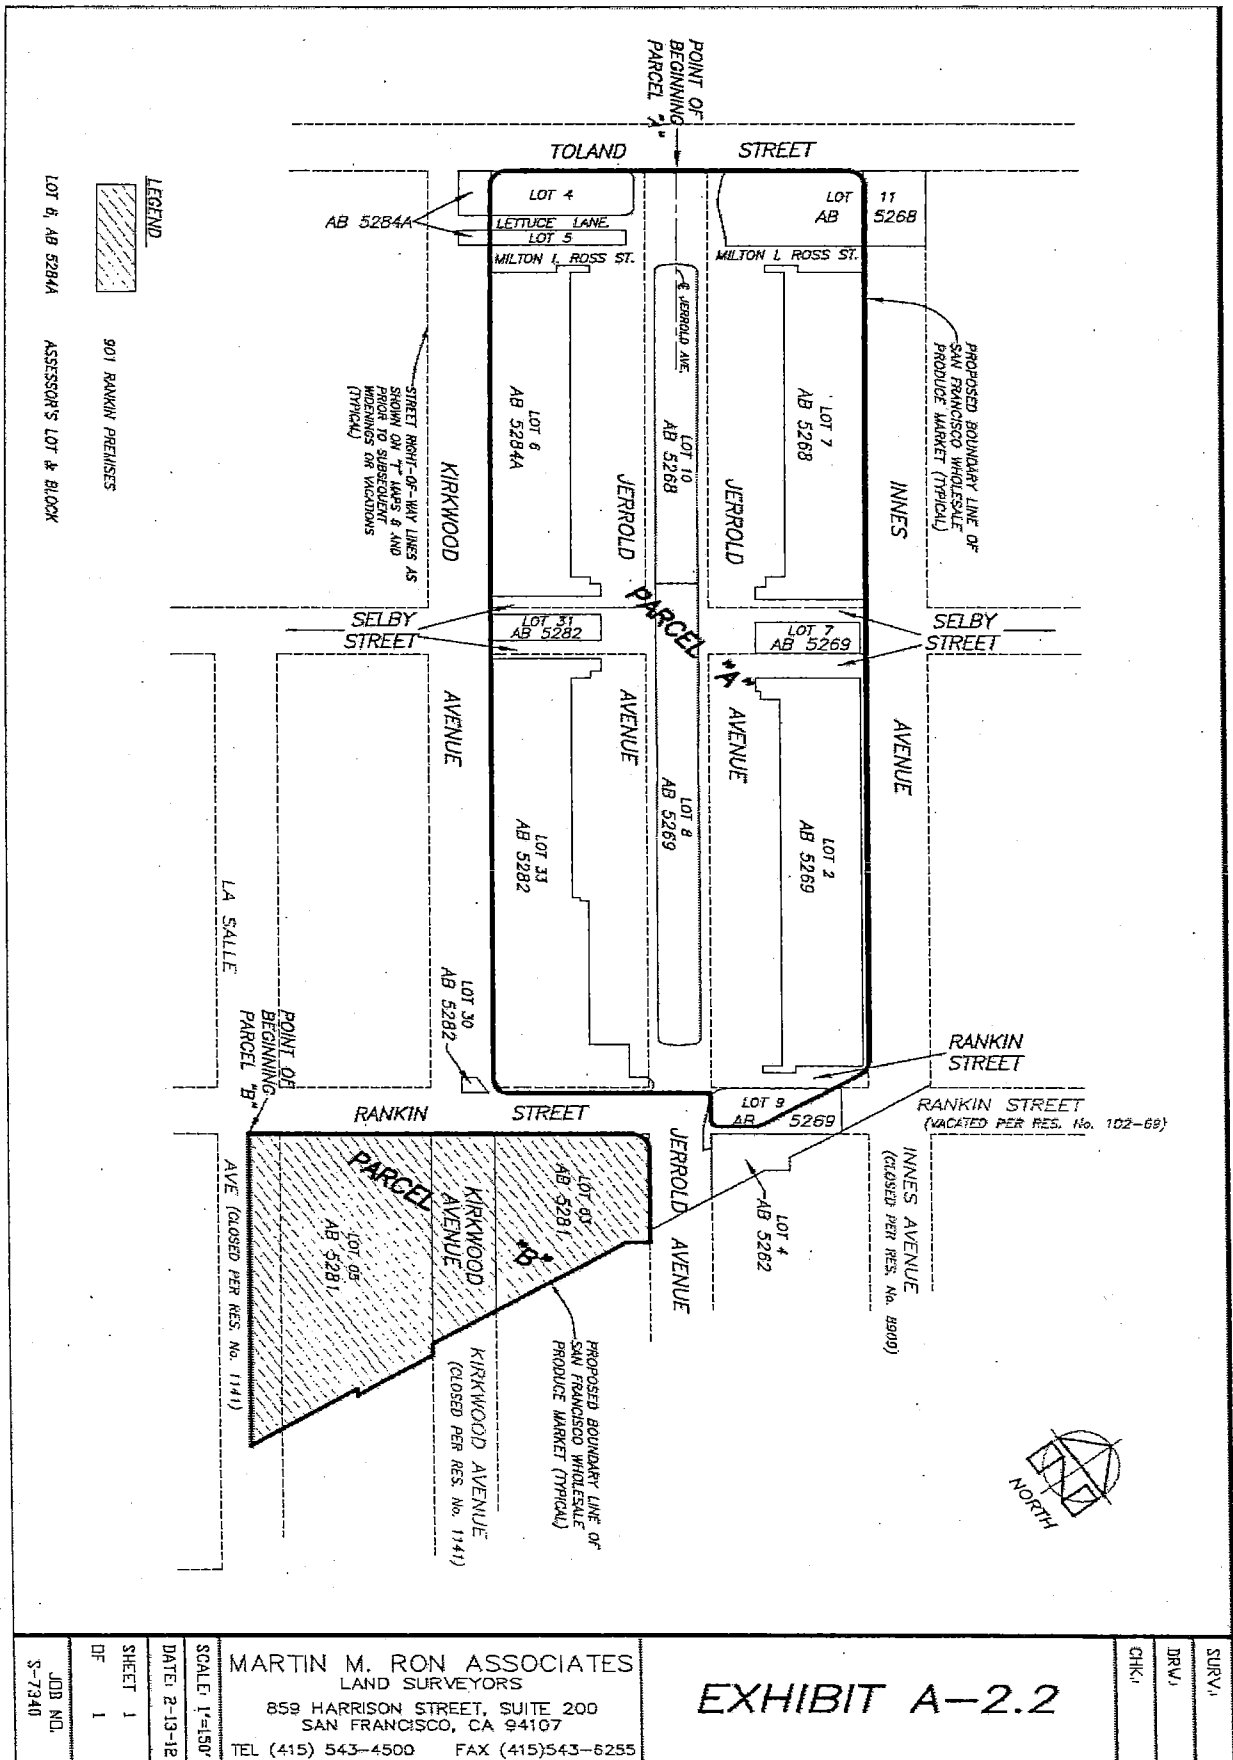 POINT OF
BEGINNING
PARCEL "A"
TOLAND STREET
LOT 4
LETTUCE LANE
LOT 5
MILTON L ROSS ST.
AB 5284A
LOT 11
AB 5268
MILTON L ROSS ST.
℄ JERROLD AVE.
PROPOSED BOUNDARY LINE OF
SAN FRANCISCO WHOLESALE
PRODUCE MARKET (TYPICAL)
LEGEND
901 RANKIN PREMISES
LOT 6, AB 5284A ASSESSOR'S LOT & BLOCK
STREET RIGHT-OF-WAY LINES AS
SHOWN ON "T" MAPS & AND
PRIOR TO SUBSEQUENT
WIDENINGS OR VACATIONS
(TYPICAL)
LOT 6
AB 5284A
LOT 10
AB 5268
LOT 7
AB 5268
KIRKWOOD
JERROLD
JERROLD
INNES
SELBY
STREET
LOT 31
AB 5282
PARCEL "A"
LOT 7
AB 5269
SELBY
STREET
AVENUE
AVENUE
AVENUE
AVENUE
LOT 33
AB 5282
LOT 8
AB 5269
LOT 2
AB 5269
LA SALLE
LOT 30
AB 5282
POINT OF
BEGINNING
PARCEL "B"
RANKIN
STREET
RANKIN STREET
LOT 9
AB 5269
RANKIN STREET
(VACATED PER RES. No. 102-69)
JERROLD AVENUE
LOT 4
AB 5262
INNES AVENUE
(CLOSED PER RES. No. 8909)
PARCEL "B"
KIRKWOOD
AVENUE
LOT 03
AB 5281
LOT 05
AB 5281
AVE (CLOSED PER RES. No. 1141)
KIRKWOOD AVENUE
(CLOSED PER RES. No. 1141)
PROPOSED BOUNDARY LINE OF
SAN FRANCISCO WHOLESALE
PRODUCE MARKET (TYPICAL)
NORTH
MARTIN M. RON ASSOCIATES
LAND SURVEYORS
859 HARRISON STREET, SUITE 200
SAN FRANCISCO, CA 94107
TEL (415) 543-4500 FAX (415)543-6255
EXHIBIT A-2.2
SURV.:
DRW.:
CHK.:
SCALE: 1"=150'
DATE: 2-13-12
SHEET 1
OF 1
JOB NO.
S-7340